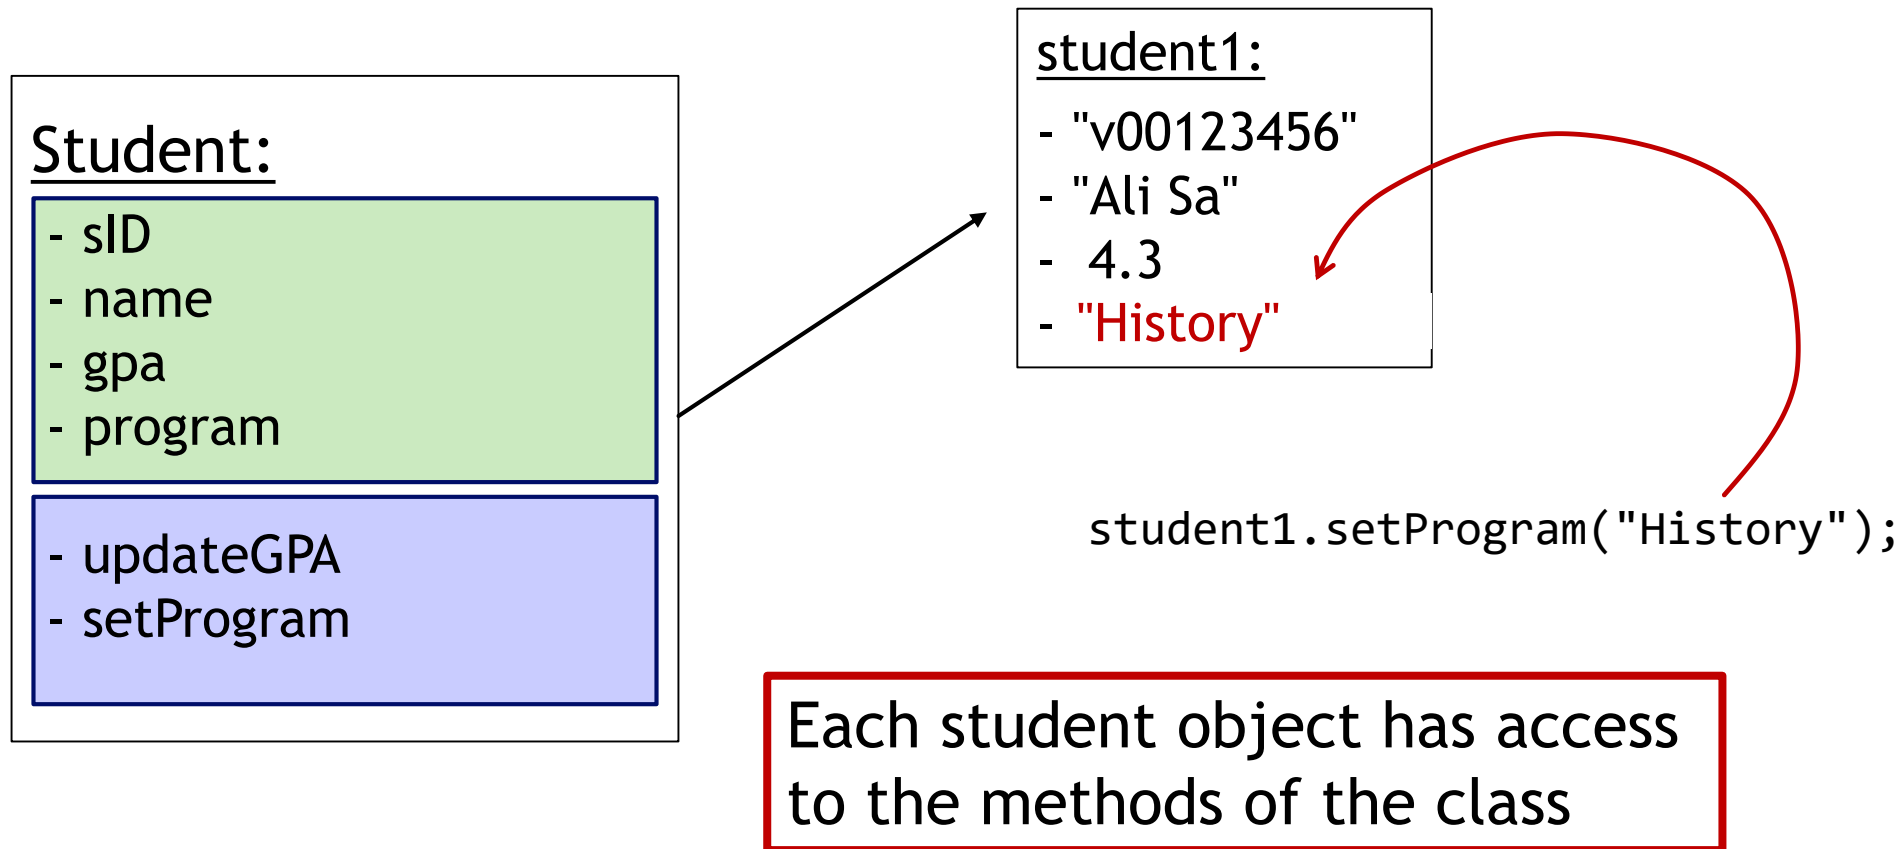 Student:
- sID
- name
- gpa
- program
- updateGPA
- setProgram
student1:
- "v00123456"
- "Ali Sa"
- 4.3
- "History"
student1.setProgram("History");
Each student object has access
to the methods of the class